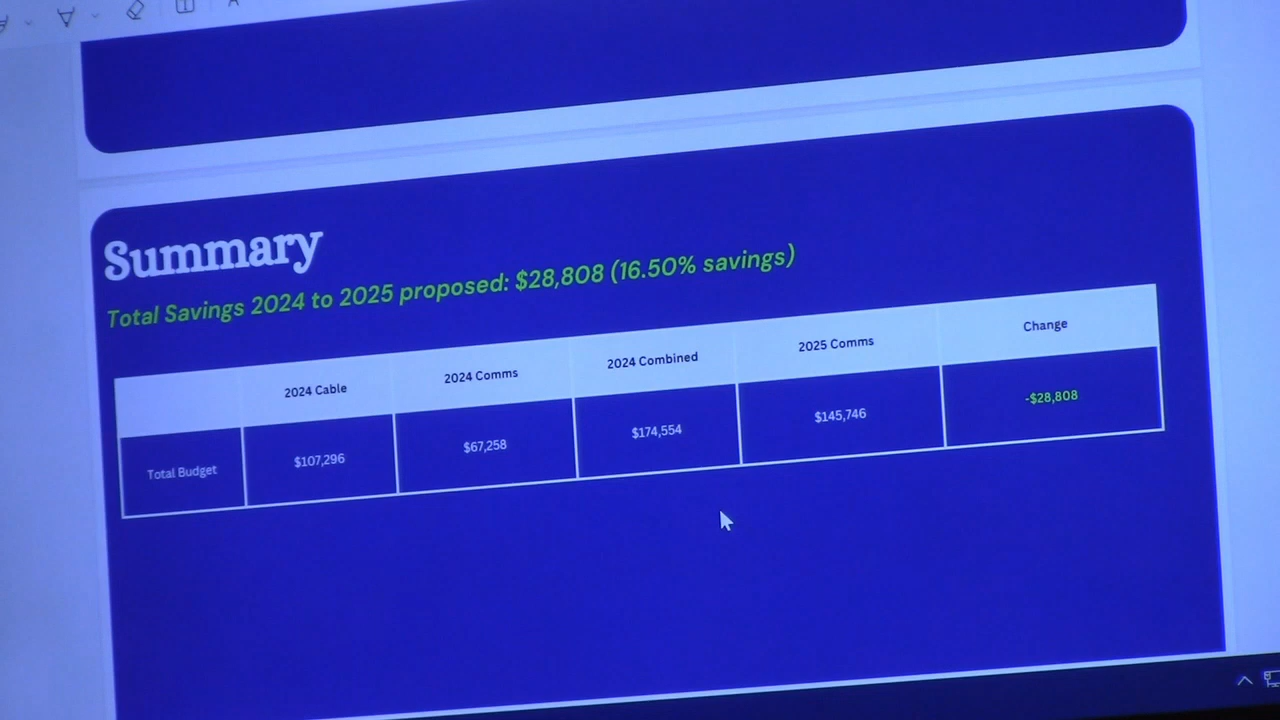 Summary
Total Savings 2024 to 2025 proposed: $28,808 (16.50% savings)
2024 Cable 2024 Comms 2024 Combined 2025 Comms Change
Total Budget $107,296 $67,258 $174,554 $145,746 -$28,808